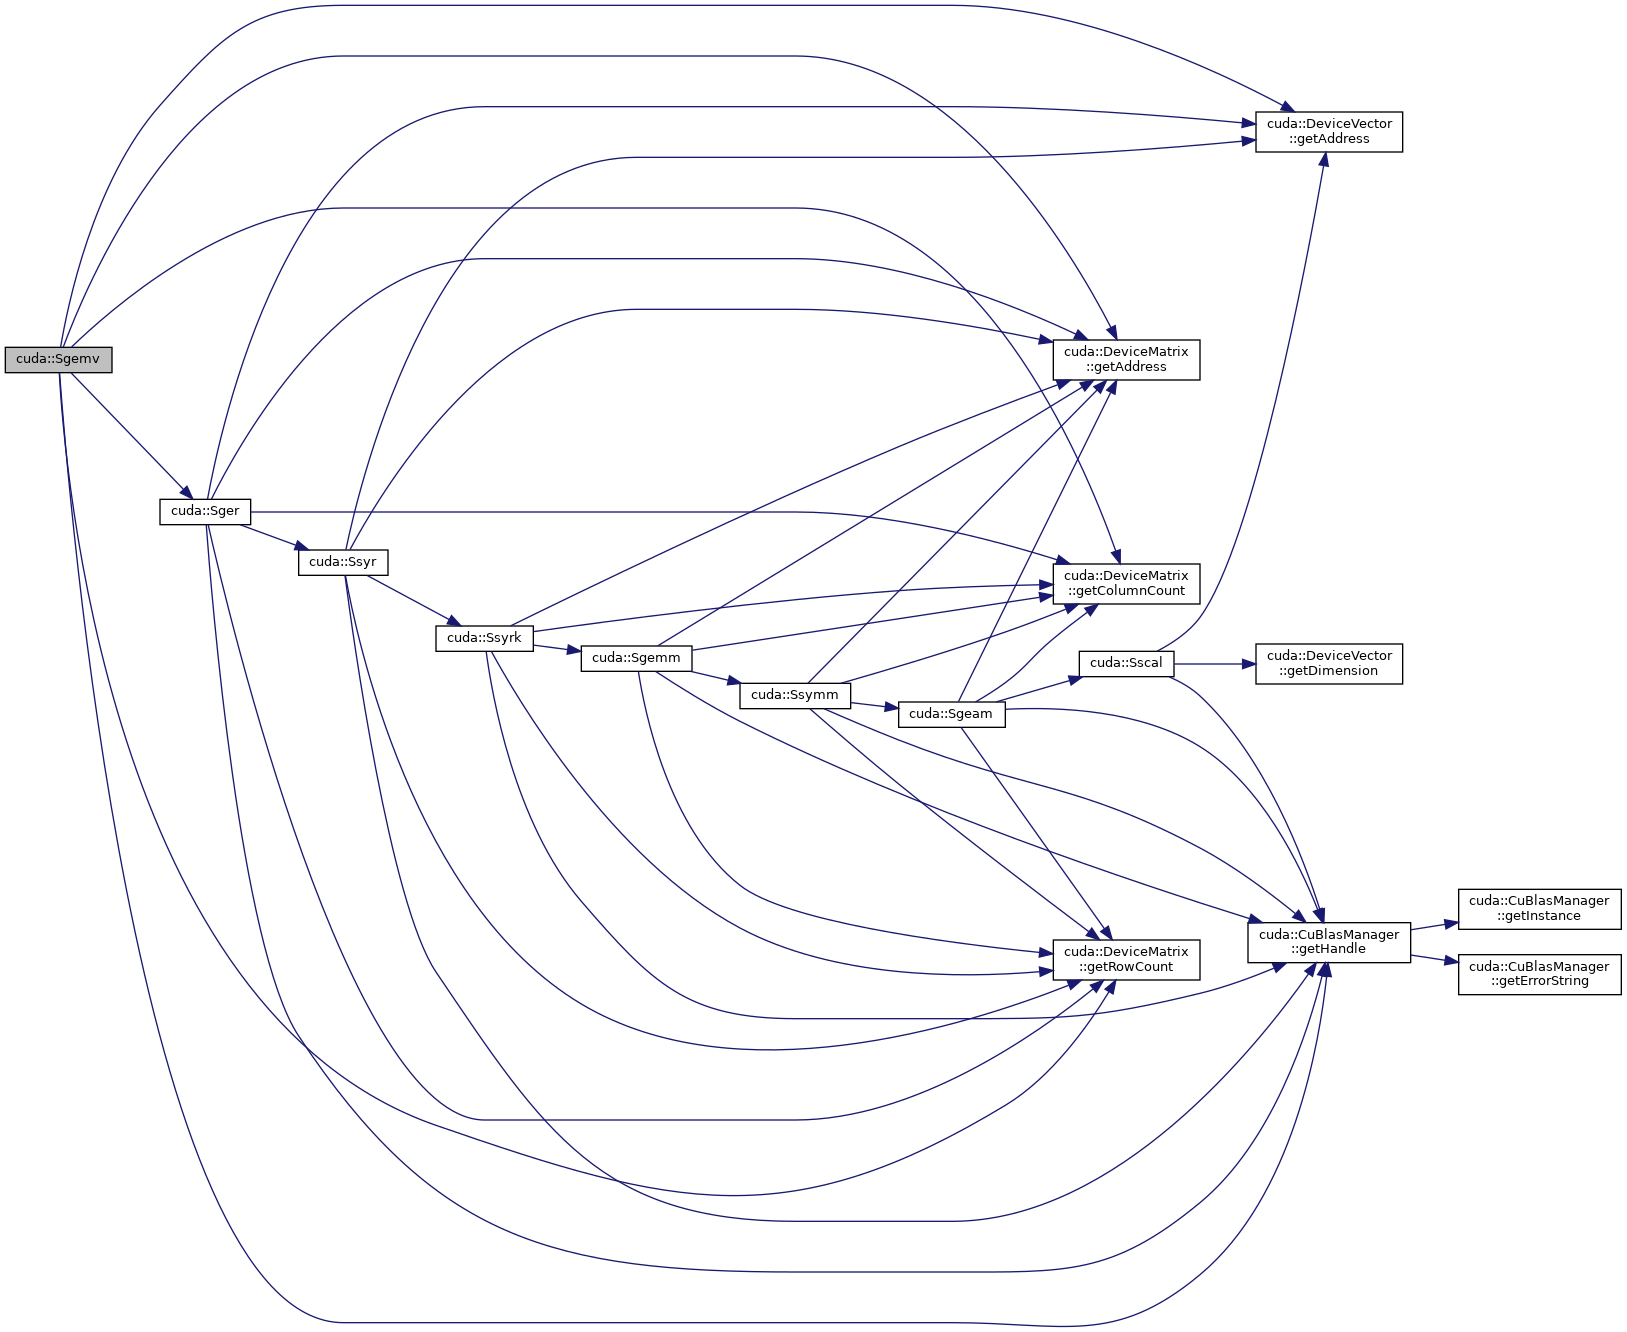 cuda::DeviceVector
::getAddress
cuda::DeviceMatrix
::getAddress
cuda::Sgemv
cuda::Sger
cuda::Ssyr
cuda::DeviceMatrix
::getColumnCount
cuda::Ssyrk
cuda::Sgemm
cuda::Sscal
cuda::DeviceVector
::getDimension
cuda::Ssymm
cuda::Sgeam
cuda::CuBlasManager
::getInstance
cuda::CuBlasManager
::getHandle
cuda::DeviceMatrix
::getRowCount
cuda::CuBlasManager
::getErrorString